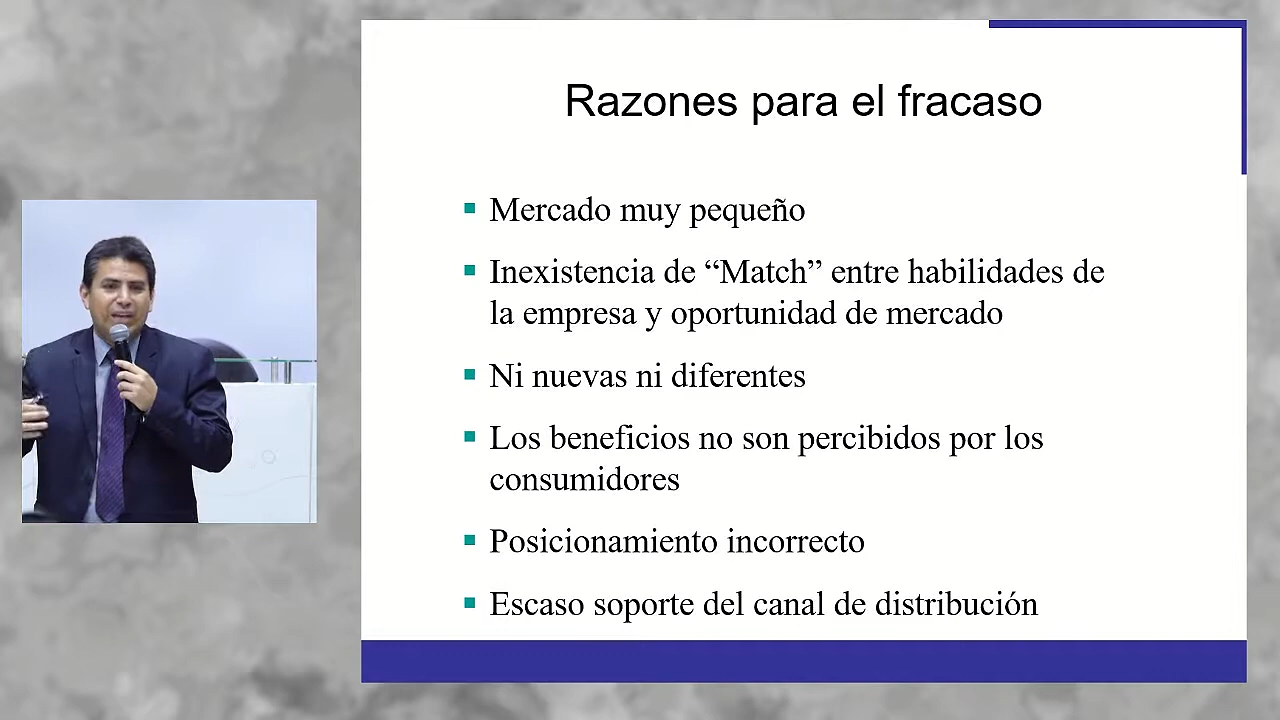 Razones para el fracaso
Mercado muy pequeño
Inexistencia de “Match” entre habilidades de
la empresa y oportunidad de mercado
Ni nuevas ni diferentes
Los beneficios no son percibidos por los
consumidores
Posicionamiento incorrecto
Escaso soporte del canal de distribución